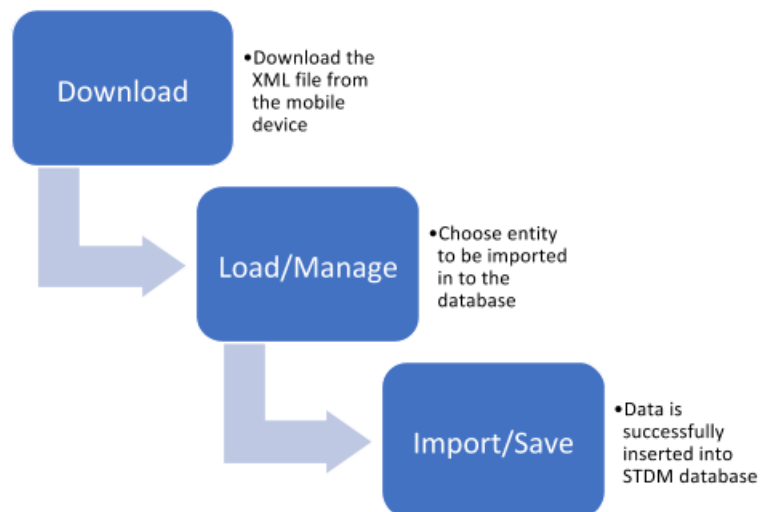 Download
•Download the
XML file from
the mobile
device
Load/Manage
•Choose entity
to be imported
in to the
database
Import/Save
•Data is
successfully
inserted into
STDM database